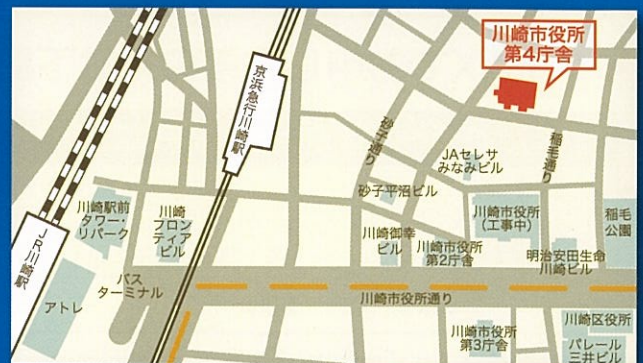 川崎市役所
第4庁舎
京浜急行川崎駅
砂子通り
稲毛通り
JAセレサ
みなみビル
砂子平沼ビル
川崎駅前
タワー・
リパーク
川崎
フロン
ティア
ビル
川崎御幸
ビル
川崎市役所
第2庁舎
川崎市役所
(工事中)
稲毛
公園
明治安田生命
川崎ビル
JR川崎駅
バス
ターミナル
アトレ
川崎市役所通り
川崎市役所
第3庁舎
川崎区役所
パレール
三井ビル